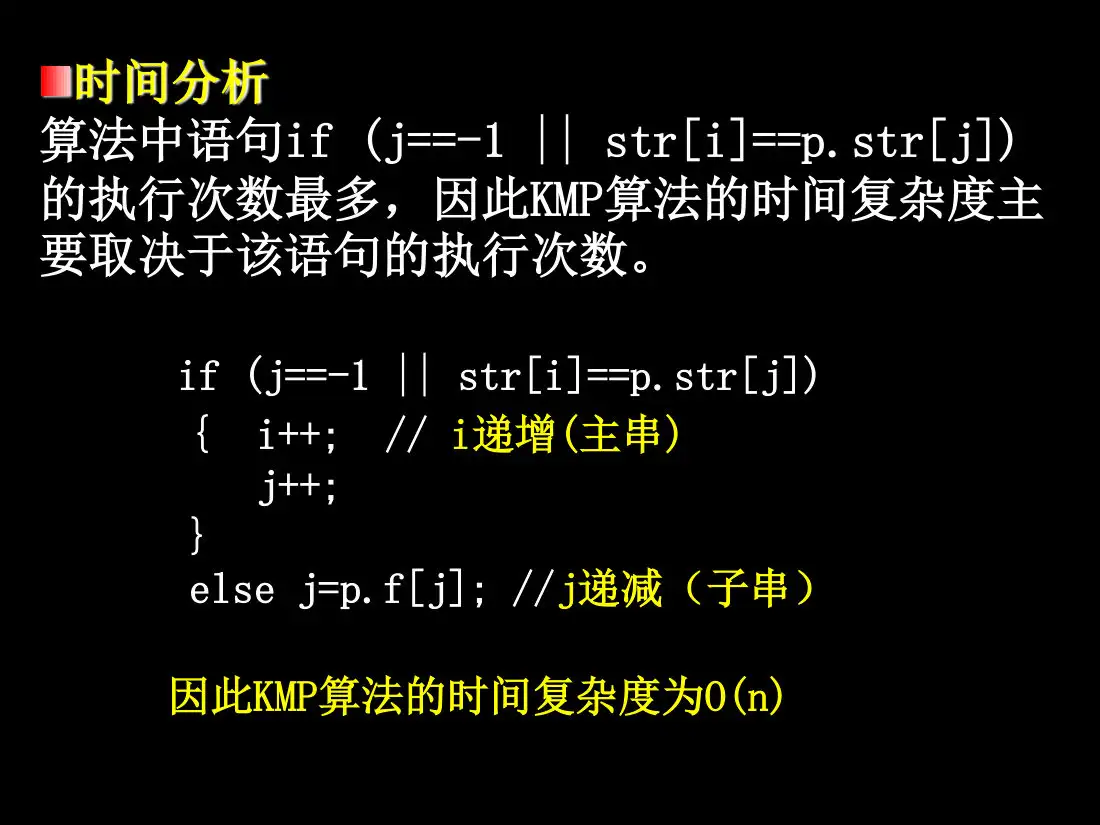 时间分析
算法中语句if (j==-1 || str[i]==p.str[j])
的执行次数最多，因此KMP算法的时间复杂度主
要取决于该语句的执行次数。
if (j==-1 || str[i]==p.str[j])
{ i++; // i递增(主串)
j++;
}
else j=p.f[j]; //j递减（子串）
因此KMP算法的时间复杂度为O(n)